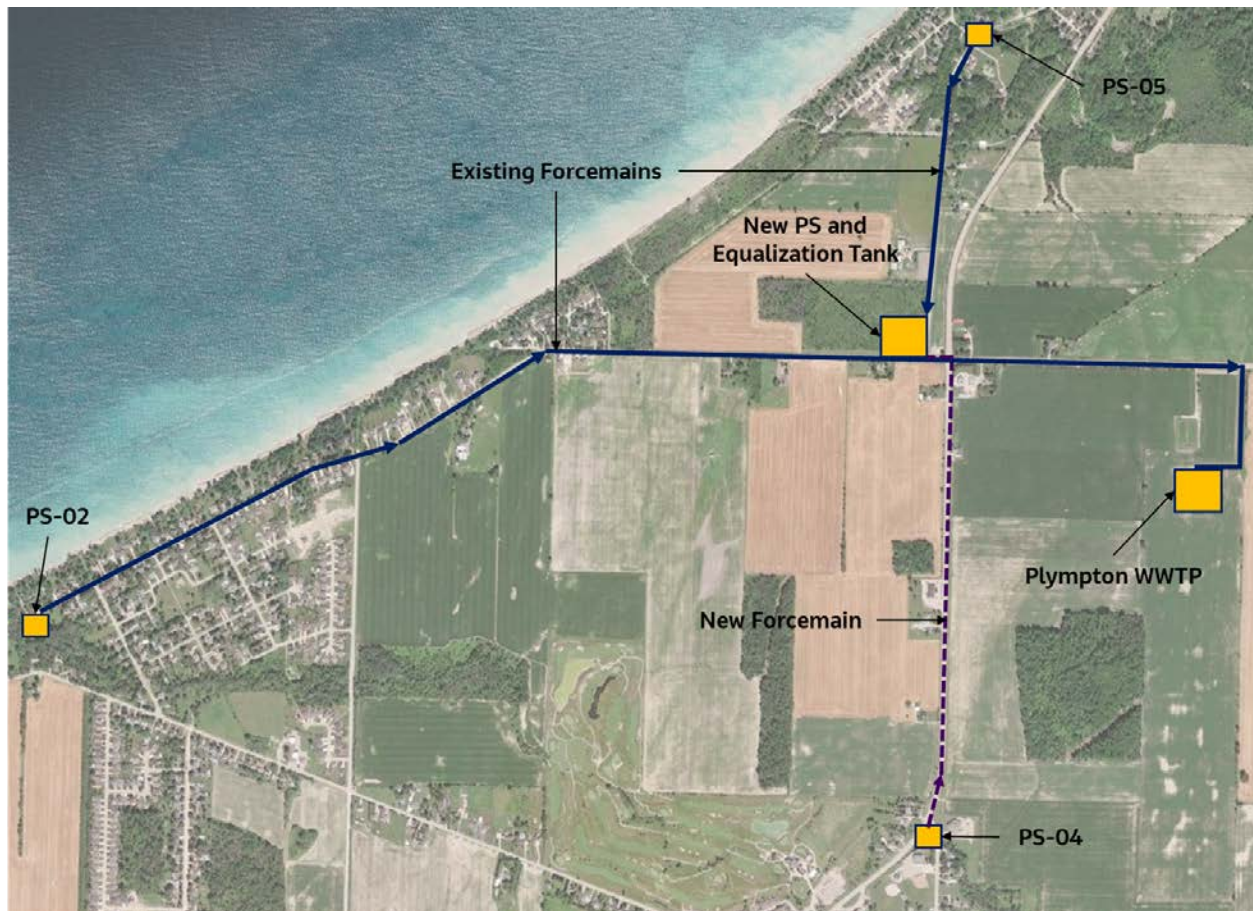 PS-05
Existing Forcemains
New PS and
Equalization Tank
PS-02
Plympton WWTP
New Forcemain
PS-04